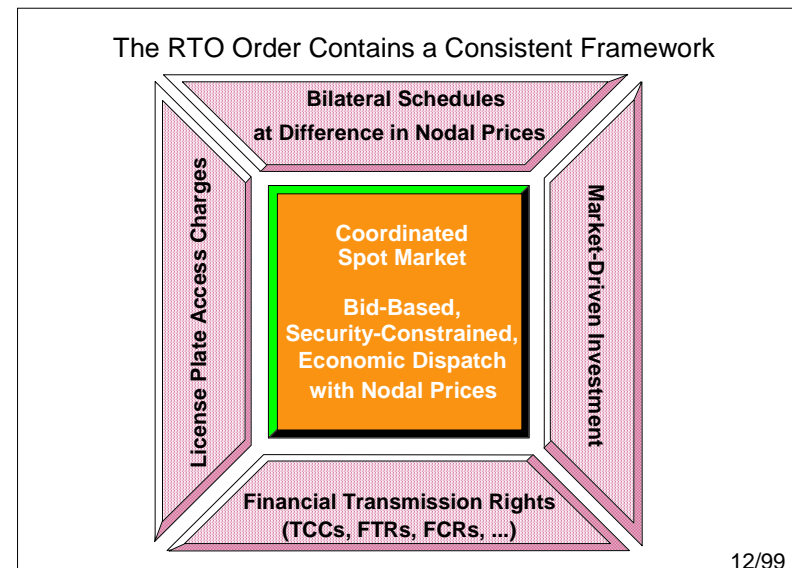 The RTO Order Contains a Consistent Framework
Bilateral Schedules
at Difference in Nodal Prices
License Plate Access Charges
Coordinated
Spot Market
Bid-Based,
Security-Constrained,
Economic Dispatch
with Nodal Prices
Market-Driven Investment
Financial Transmission Rights
(TCCs, FTRs, FCRs, ...)
12/99